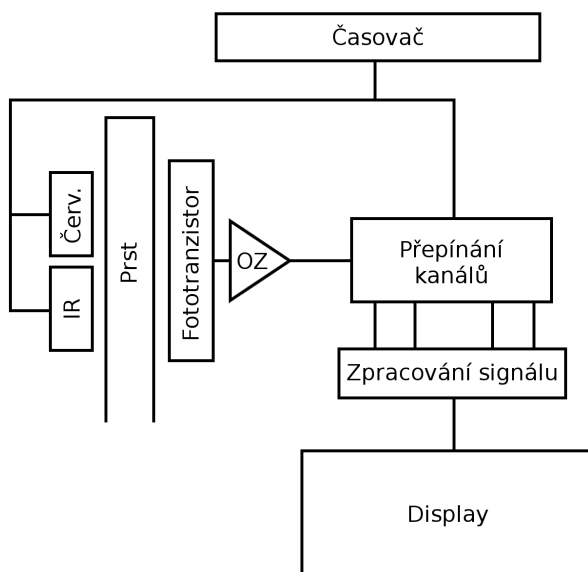 Časovač
Červ.
IR
Prst
Fototranzistor
OZ
Přepínání
kanálů
Zpracování signálu
Display